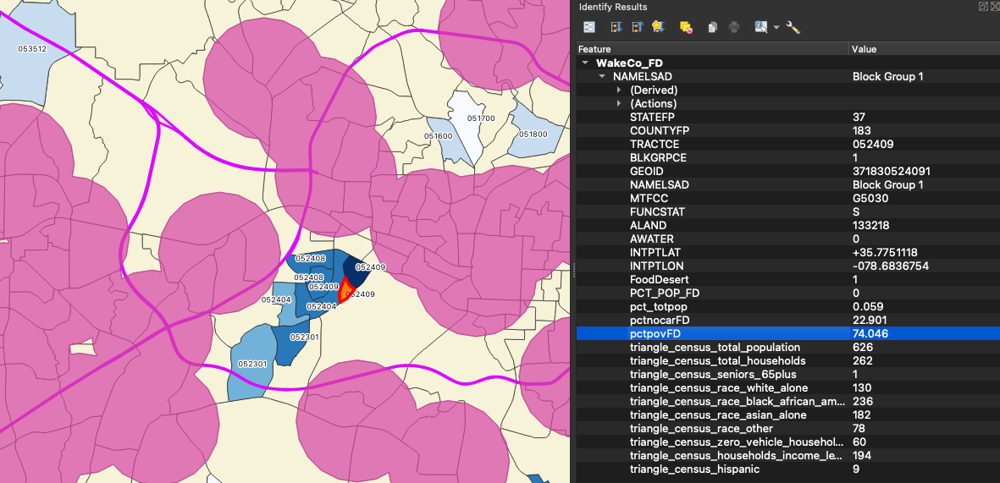 Identify Results
Feature Value
WakeCo_FD
NAMELSAD Block Group 1
(Derived)
(Actions)
STATEFP 37
COUNTYFP 183
TRACTCE 052409
BLKGRPCE 1
GEOID 371830524091
NAMELSAD Block Group 1
MTFCC G5030
FUNCSTAT S
ALAND 133218
AWATER 0
INTPTLAT +35.7751118
INTPTLON -078.6836754
FoodDesert 1
PCT_POP_FD 0
pct_totpop 0.059
pctnocarFD 22.901
pctpovFD 74.046
triangle_census_total_population 626
triangle_census_total_households 262
triangle_census_seniors_65plus 1
triangle_census_race_white_alone 130
triangle_census_race_black_african_am... 236
triangle_census_race_asian_alone 182
triangle_census_race_other 78
triangle_census_zero_vehicle_househol... 60
triangle_census_households_income_le... 194
triangle_census_hispanic 9
053512
051700
051600
051800
052408
052409
052408
052409
052409
052404
052404
052301
052301